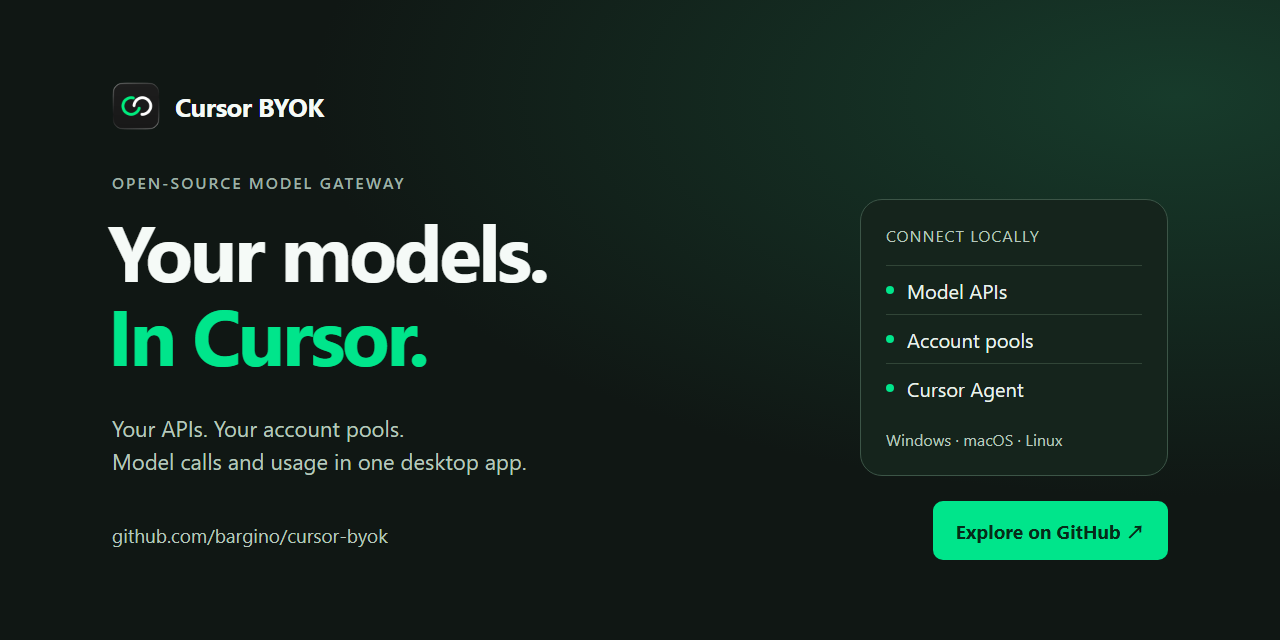 Cursor BYOK
OPEN-SOURCE MODEL GATEWAY
Your models.
In Cursor.
Your APIs. Your account pools.
Model calls and usage in one desktop app.
github.com/bargino/cursor-byok
CONNECT LOCALLY
Model APIs
Account pools
Cursor Agent
Windows · macOS · Linux
Explore on GitHub ↗